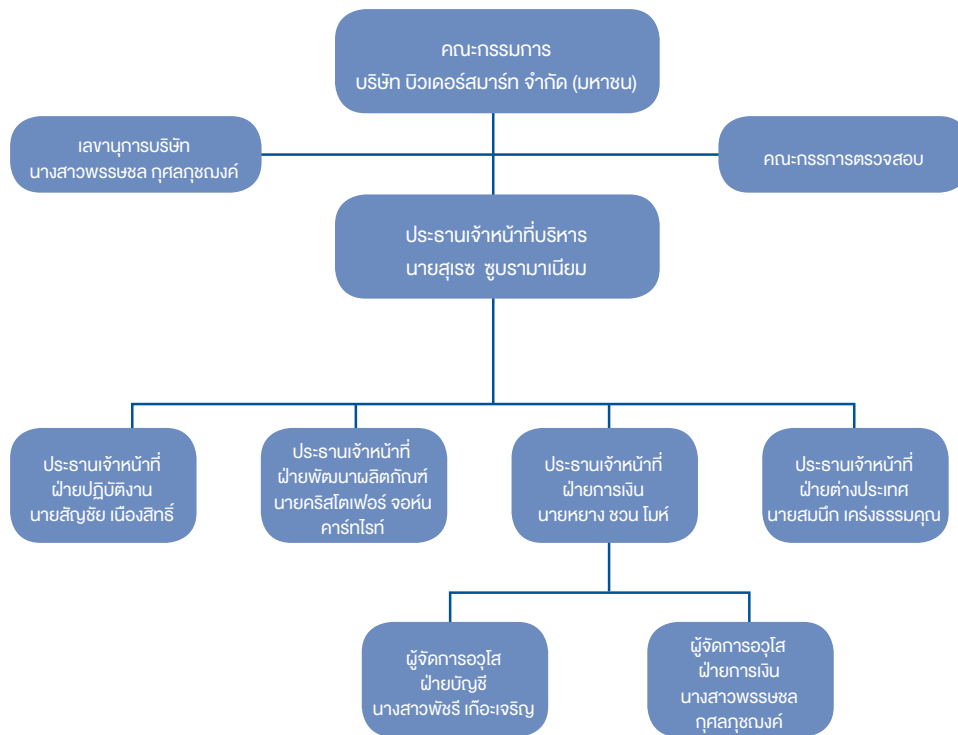 คณะกรรมการ
บริษัท บิวเดอร์สมาร์ท จำกัด (มหาชน)
เลขานุการบริษัท
นางสาวพรรษชล กุศลภุชฌงค์
คณะกรรการตรวจสอบ
ประธานเจ้าหน้าที่บริหาร
นายสุเรซ ซูบรามาเนียม
ประธานเจ้าหน้าที่
ฝ่ายปฏิบัติงาน
นายสัญชัย เนืองสิทธิ์
ประธานเจ้าหน้าที่
ฝ่ายพัฒนาผลิตภัณฑ์
นายคริสโตเฟอร์ จอห์น
คาร์ทไรท์
ประธานเจ้าหน้าที่
ฝ่ายการเงิน
นายหยาง ชวน โมห์
ประธานเจ้าหน้าที่
ฝ่ายต่างประเทศ
นายสมนึก เคร่งธรรมคุณ
ผู้จัดการอวุโส
ฝ่ายบัญชี
นางสาวพัชรี เกื๊อะเจริญ
ผู้จัดการอวุโส
ฝ่ายการเงิน
นางสาวพรรษชล
กุศลภุชฌงค์